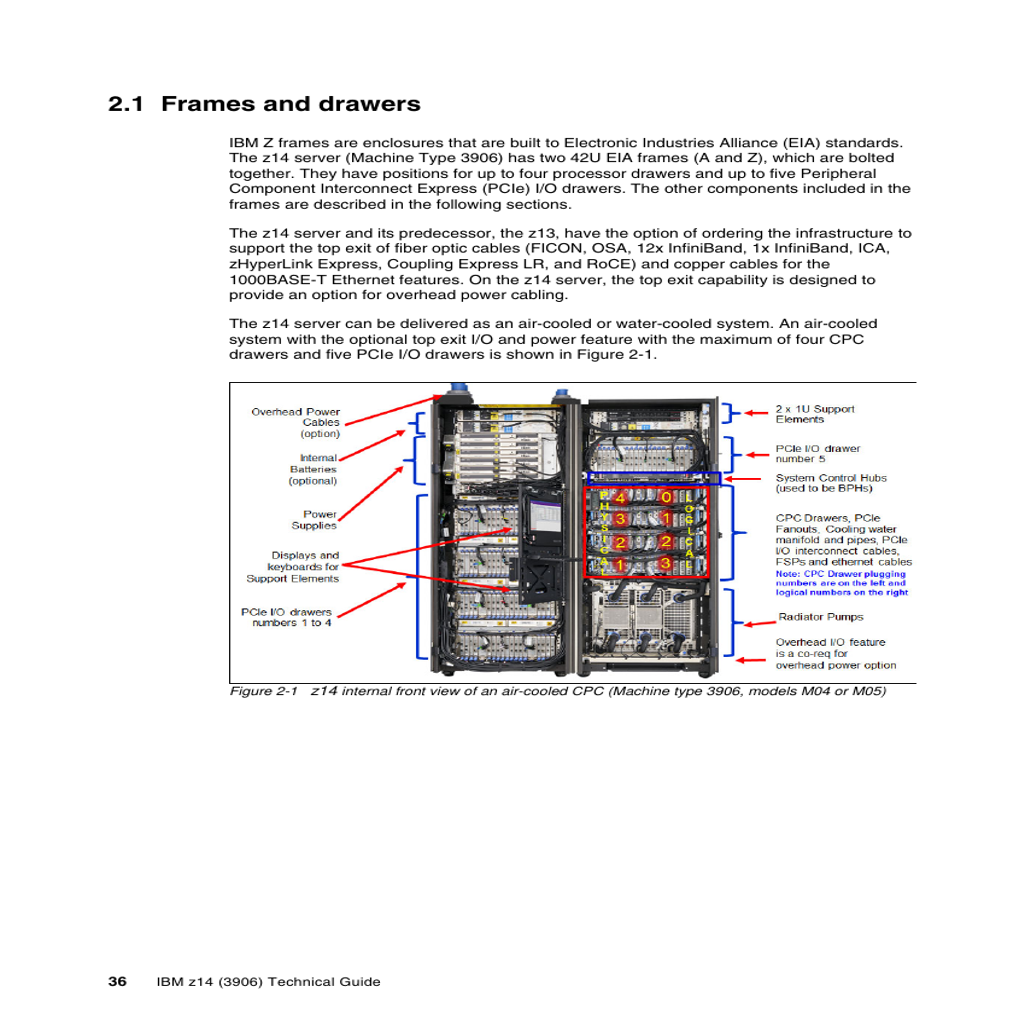 2.1 Frames and drawers
IBM Z frames are enclosures that are built to Electronic Industries Alliance (EIA) standards.
The z14 server (Machine Type 3906) has two 42U EIA frames (A and Z), which are bolted
together. They have positions for up to four processor drawers and up to five Peripheral
Component Interconnect Express (PCIe) I/O drawers. The other components included in the
frames are described in the following sections.
The z14 server and its predecessor, the z13, have the option of ordering the infrastructure to
support the top exit of fiber optic cables (FICON, OSA, 12x InfiniBand, 1x InfiniBand, ICA,
zHyperLink Express, Coupling Express LR, and RoCE) and copper cables for the
1000BASE-T Ethernet features. On the z14 server, the top exit capability is designed to
provide an option for overhead power cabling.
The z14 server can be delivered as an air-cooled or water-cooled system. An air-cooled
system with the optional top exit I/O and power feature with the maximum of four CPC
drawers and five PCIe I/O drawers is shown in Figure 2-1.
Overhead Power
Cables
(option)
Internal
Batteries
(optional)
Power
Supplies
Displays and
keyboards for
Support Elements
PCIe I/O drawers
numbers 1 to 4
PHYSICAL
4 0
3 1
2 2
1 3
LOGLCAL
2 x 1U Support
Elements
PCIe I/O drawer
number 5
System Control Hubs
(used to be BPHs)
CPC Drawers, PCIe
Fanouts, Cooling water
manifold and pipes, PCIe
I/O interconnect cables,
FSPs and ethernet cables
Note: CPC Drawer plugging
numbers are on the left and
logical numbers on the right
Radiator Pumps
Overhead I/O feature
is a co-req for
overhead power option
Figure 2-1 z14 internal front view of an air-cooled CPC (Machine type 3906, models M04 or M05)
36 IBM z14 (3906) Technical Guide